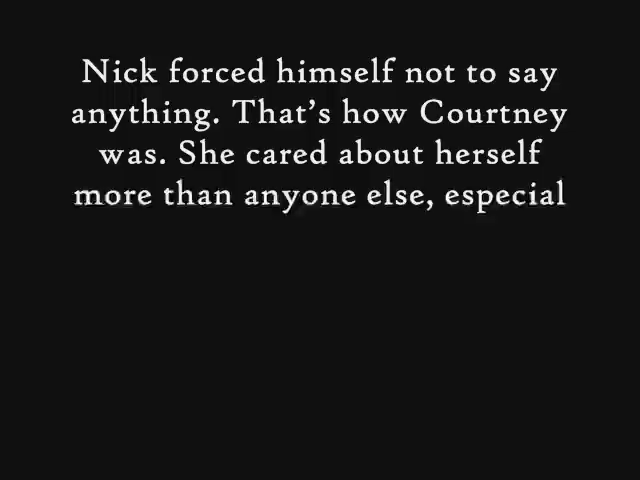 Nick forced himself not to say
anything. That's how Courtney
was. She cared about herself
more than anyone else, especial